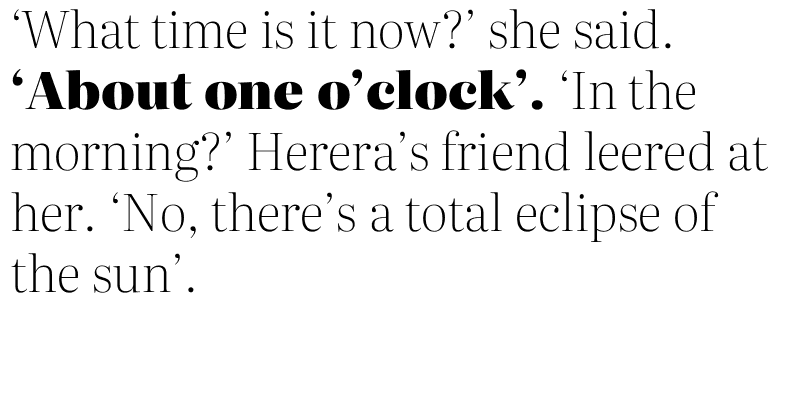 ‘What time is it now?’ she said.
‘About one o’clock’. ‘In the
morning?’ Herera’s friend leered at
her. ‘No, there’s a total eclipse of
the sun’.